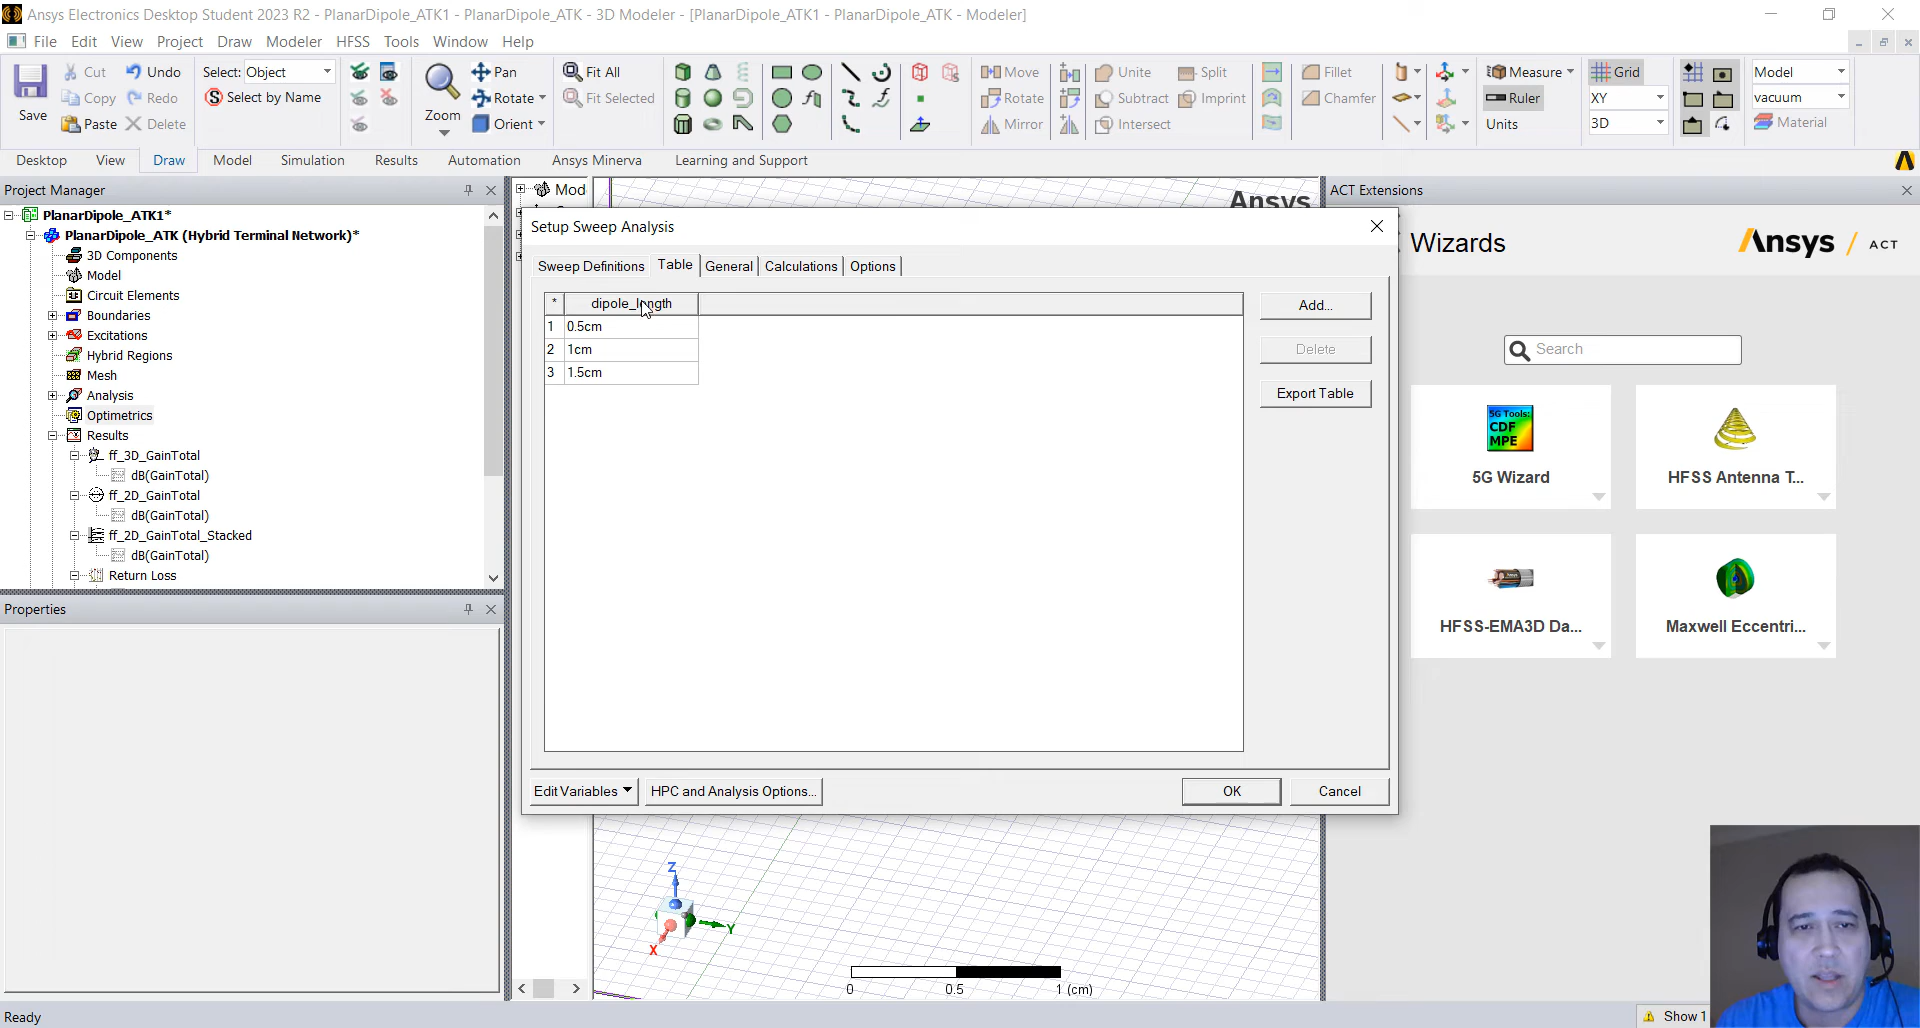 Ansys Electronics Desktop Student 2023 R2 - PlanarDipole_ATK1 - PlanarDipole_ATK - 3D Modeler - [PlanarDipole_ATK1 - PlanarDipole_ATK - Modeler]
File Edit View Project Draw Modeler HFSS Tools Window Help
Save
Cut
Copy
Paste
Undo
Redo
Delete
Select: Object
Select by Name
Zoom
Pan
Rotate
Orient
Fit All
Fit Selected
Move
Rotate
Mirror
Unite
Subtract
Intersect
Split
Imprint
Fillet
Chamfer
Measure
Ruler
Units
Grid
XY
3D
Model
vacuum
Material
Desktop View Draw Model Simulation Results Automation Ansys Minerva Learning and Support
Project Manager
PlanarDipole_ATK1*
PlanarDipole_ATK (Hybrid Terminal Network)*
3D Components
Model
Circuit Elements
Boundaries
Excitations
Hybrid Regions
Mesh
Analysis
Optimetrics
Results
ff_3D_GainTotal
dB(GainTotal)
ff_2D_GainTotal
dB(GainTotal)
ff_2D_GainTotal_Stacked
dB(GainTotal)
Return Loss
Properties
Mod
Ansys
Setup Sweep Analysis
Sweep Definitions Table General Calculations Options
* dipole_length
1 0.5cm
2 1cm
3 1.5cm
Add...
Delete
Export Table
Edit Variables
HPC and Analysis Options...
OK
Cancel
Z
Y
X
0 0.5 1 (cm)
ACT Extensions
Wizards
Ansys / ACT
Search
5G Tools:
CDF
MPE
5G Wizard
HFSS Antenna T...
HFSS-EMA3D Da...
Maxwell Eccentri...
Ready
Show 1